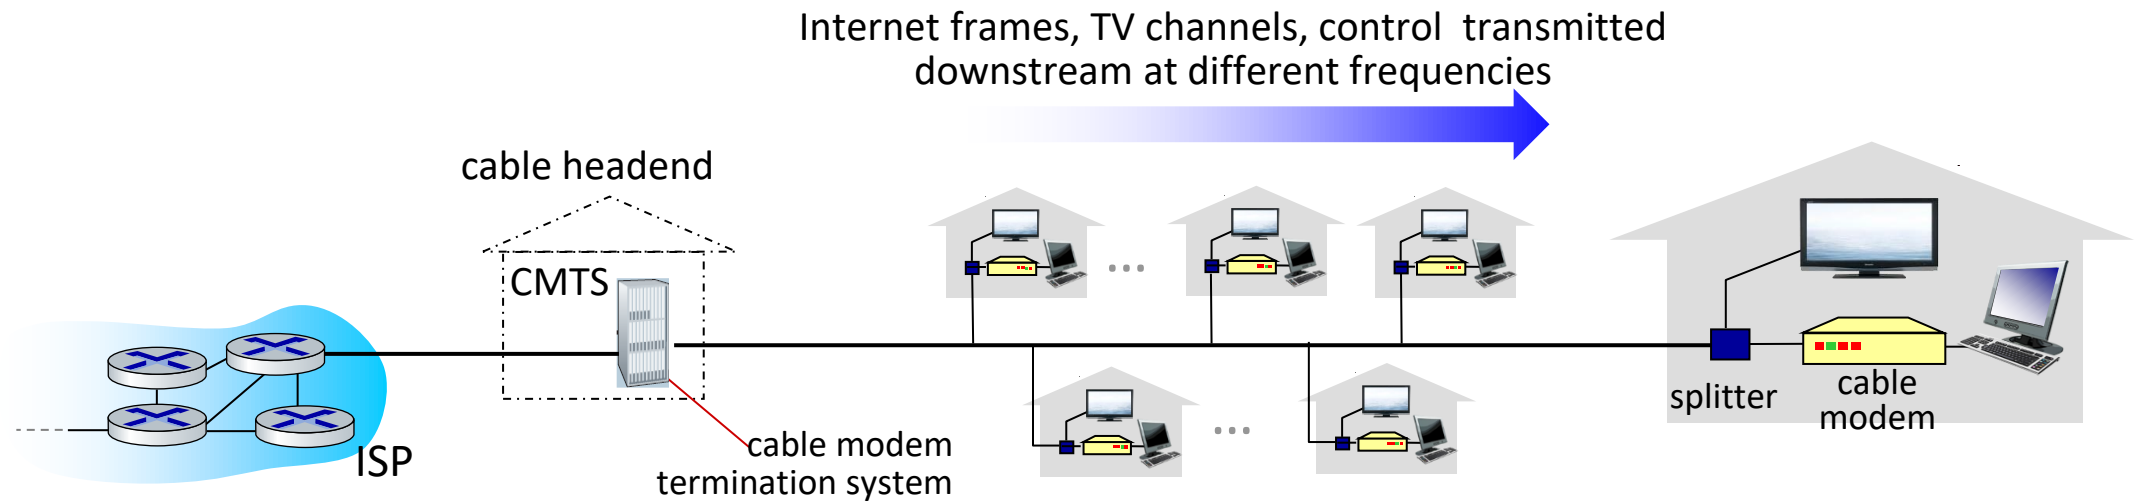 Internet frames, TV channels, control  transmitted
downstream at different frequencies
cable headend
CMTS
ISP
cable modem
termination system
splitter
cable
modem